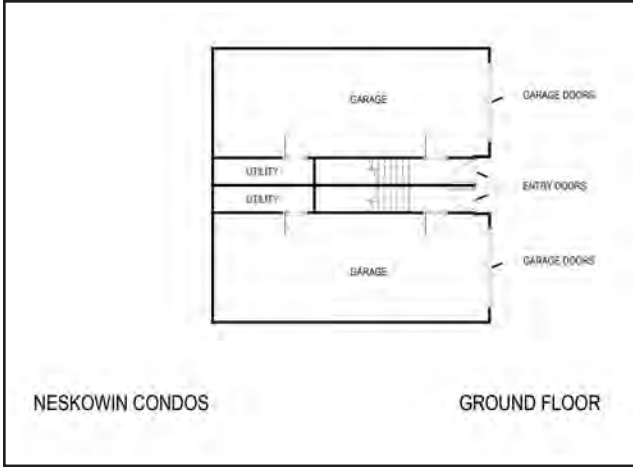 GARAGE
GARAGE DOORS
UTILITY
UTILITY
ENTRY DOORS
GARAGE
GARAGE DOORS
NESKOWIN CONDOS
GROUND FLOOR